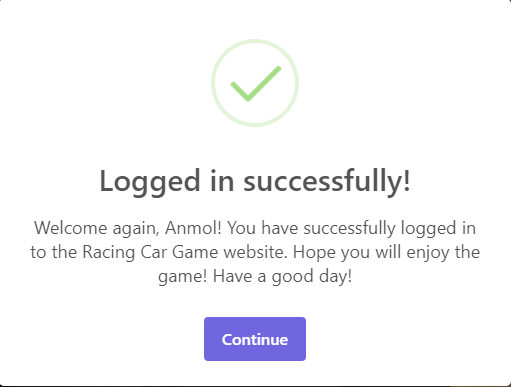 Logged in successfully!
Welcome again, Anmol! You have successfully logged in
to the Racing Car Game website. Hope you will enjoy the
game! Have a good day!
Continue